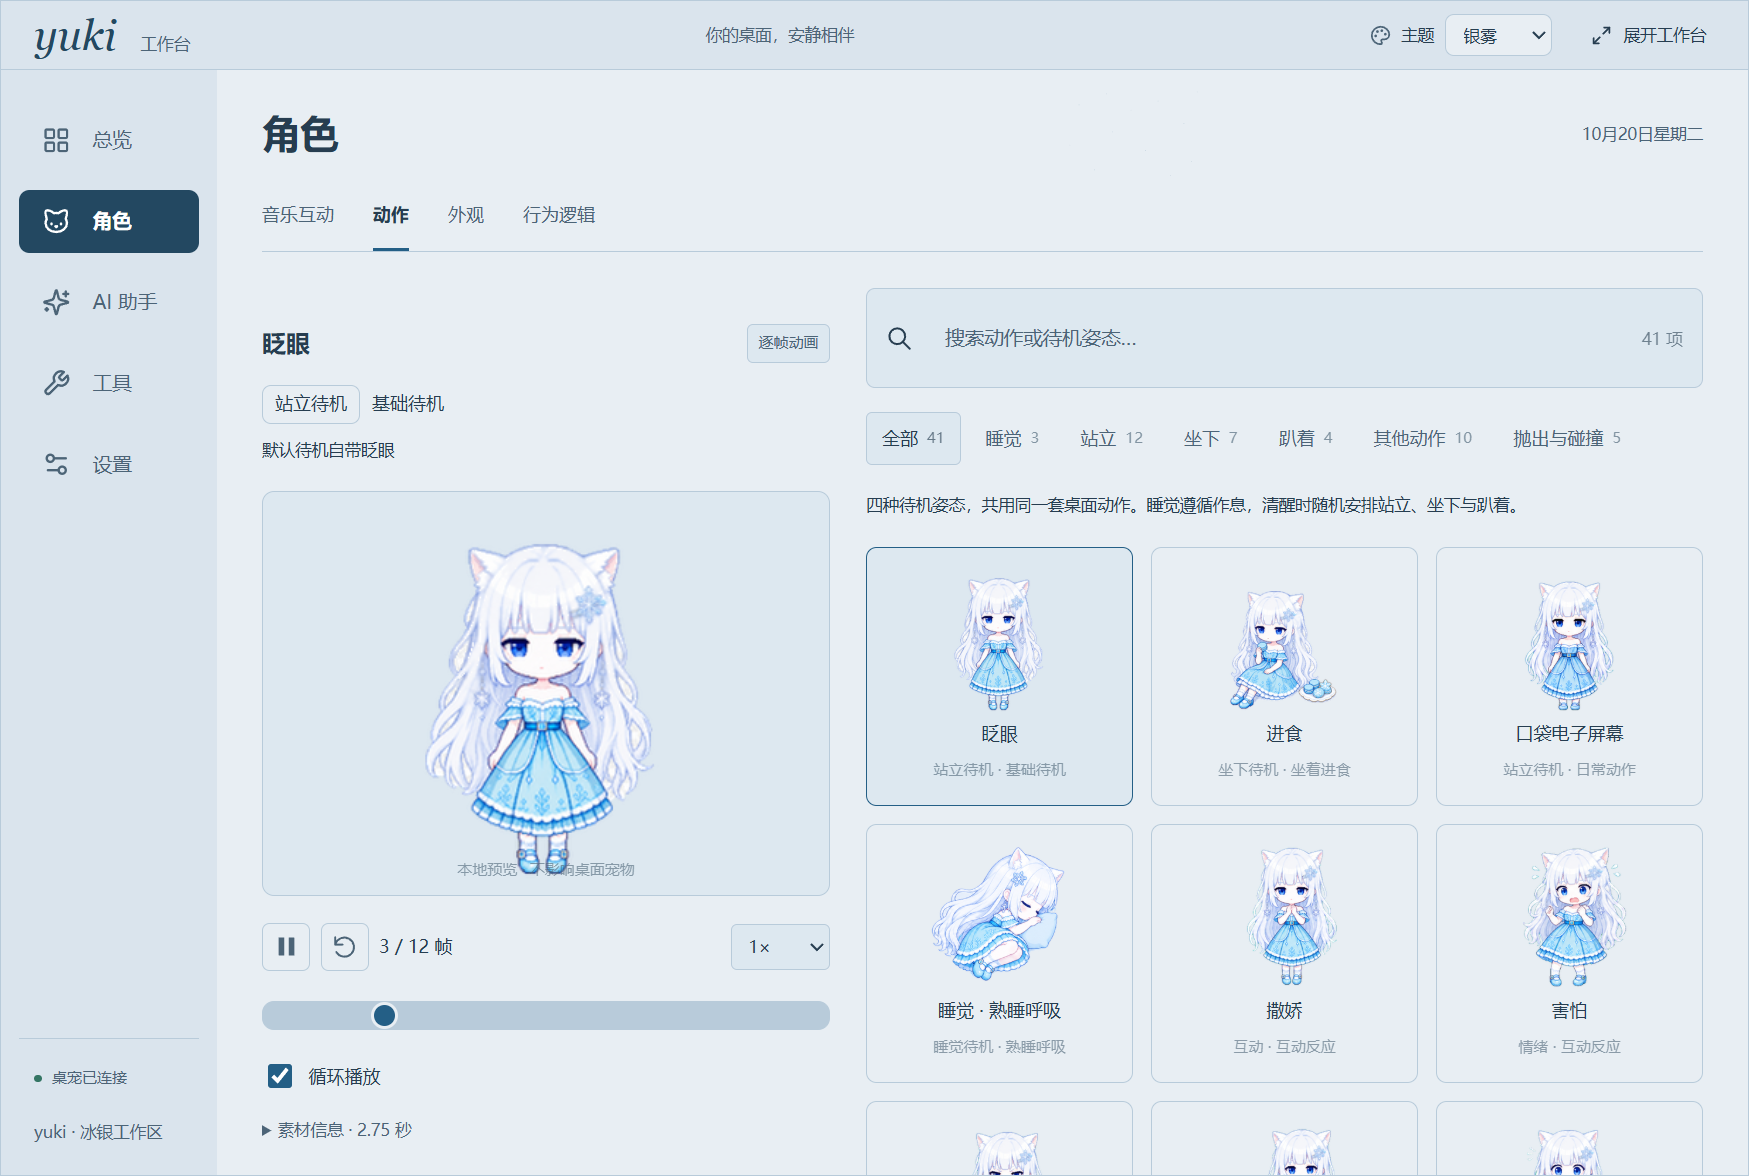 yuki 工作台
你的桌面，安静相伴
主题 银雾 展开工作台
总览
角色
AI 助手
工具
设置
桌宠已连接
yuki · 冰银工作区
角色
10月20日星期二
音乐互动 动作 外观 行为逻辑
眨眼
逐帧动画
站立待机 基础待机
默认待机自带眨眼
本地预览 · 不影响桌面宠物
3 / 12 帧
1×
循环播放
素材信息 · 2.75 秒
搜索动作或待机姿态...
41 项
全部 41 睡觉 3 站立 12 坐下 7 趴着 4 其他动作 10 抛出与碰撞 5
四种待机姿态，共用同一套桌面动作。睡觉遵循作息，清醒时随机安排站立、坐下与趴着。
眨眼
站立待机 · 基础待机
进食
坐下待机 · 坐着进食
口袋电子屏幕
站立待机 · 日常动作
睡觉 · 熟睡呼吸
睡觉待机 · 熟睡呼吸
撒娇
互动 · 互动反应
害怕
情绪 · 互动反应